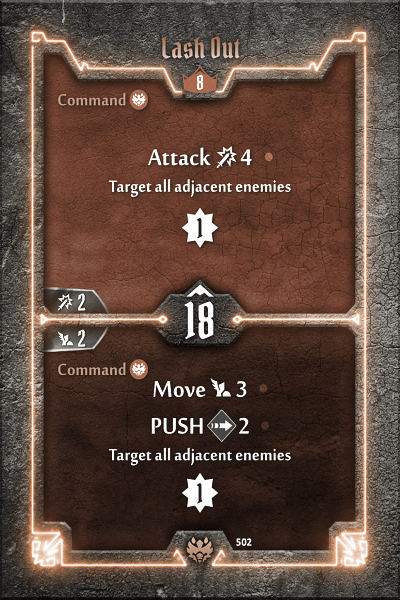 Lash Out
8
Command
Attack 4
Target all adjacent enemies
1
2
18
2
Command
Move 3
PUSH 2
Target all adjacent enemies
1
502